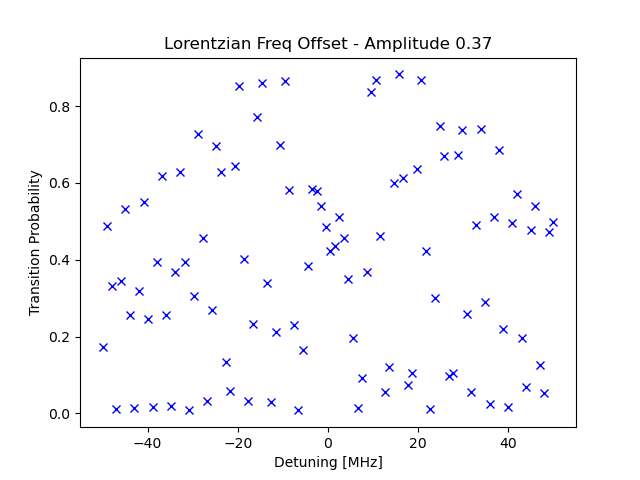 Lorentzian Freq Offset - Amplitude 0.37
Transition Probability
0.8
0.6
0.4
0.2
0.0
−40 −20 0 20 40
Detuning [MHz]